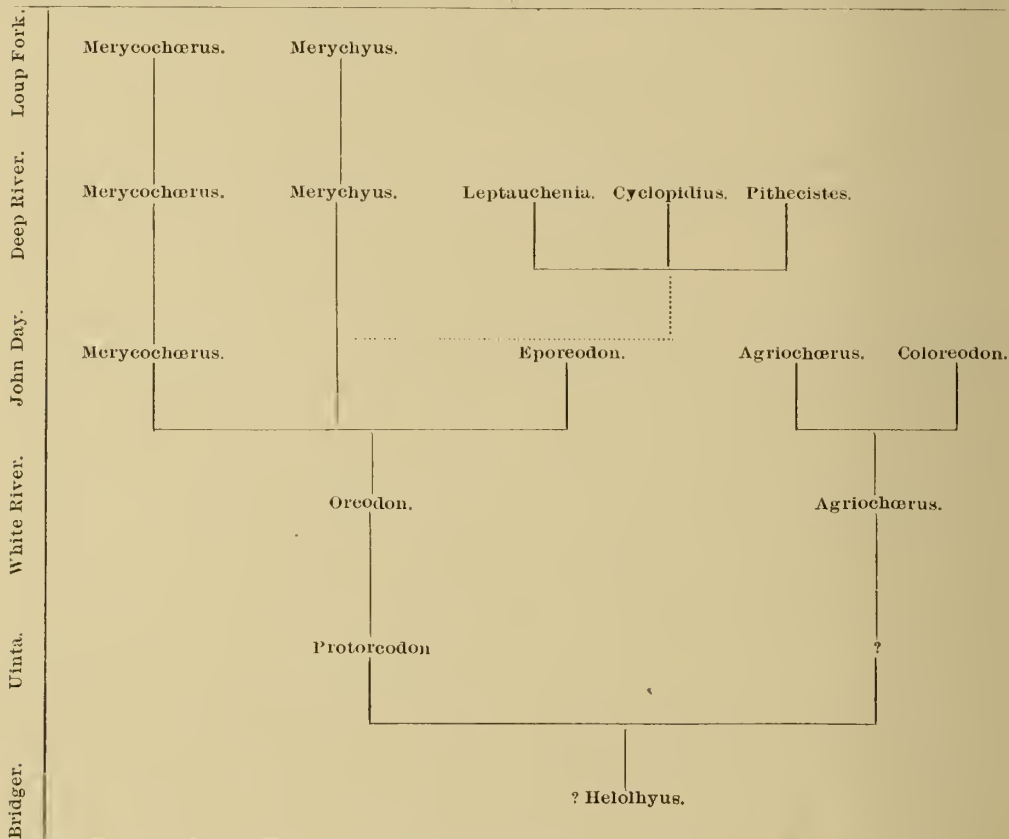 Loup Fork.
Merycochœrus. Merychyus.
Deep River.
Merycochœrus. Merychyus. Leptauchenia. Cyclopidius. Pithecistes.
John Day.
Merycochœrus. Eporeodon. Agriochœrus. Coloreodon.
White River.
Oreodon. Agriochœrus.
Uinta.
Protoreodon ?
Bridger.
? Helolhyus.